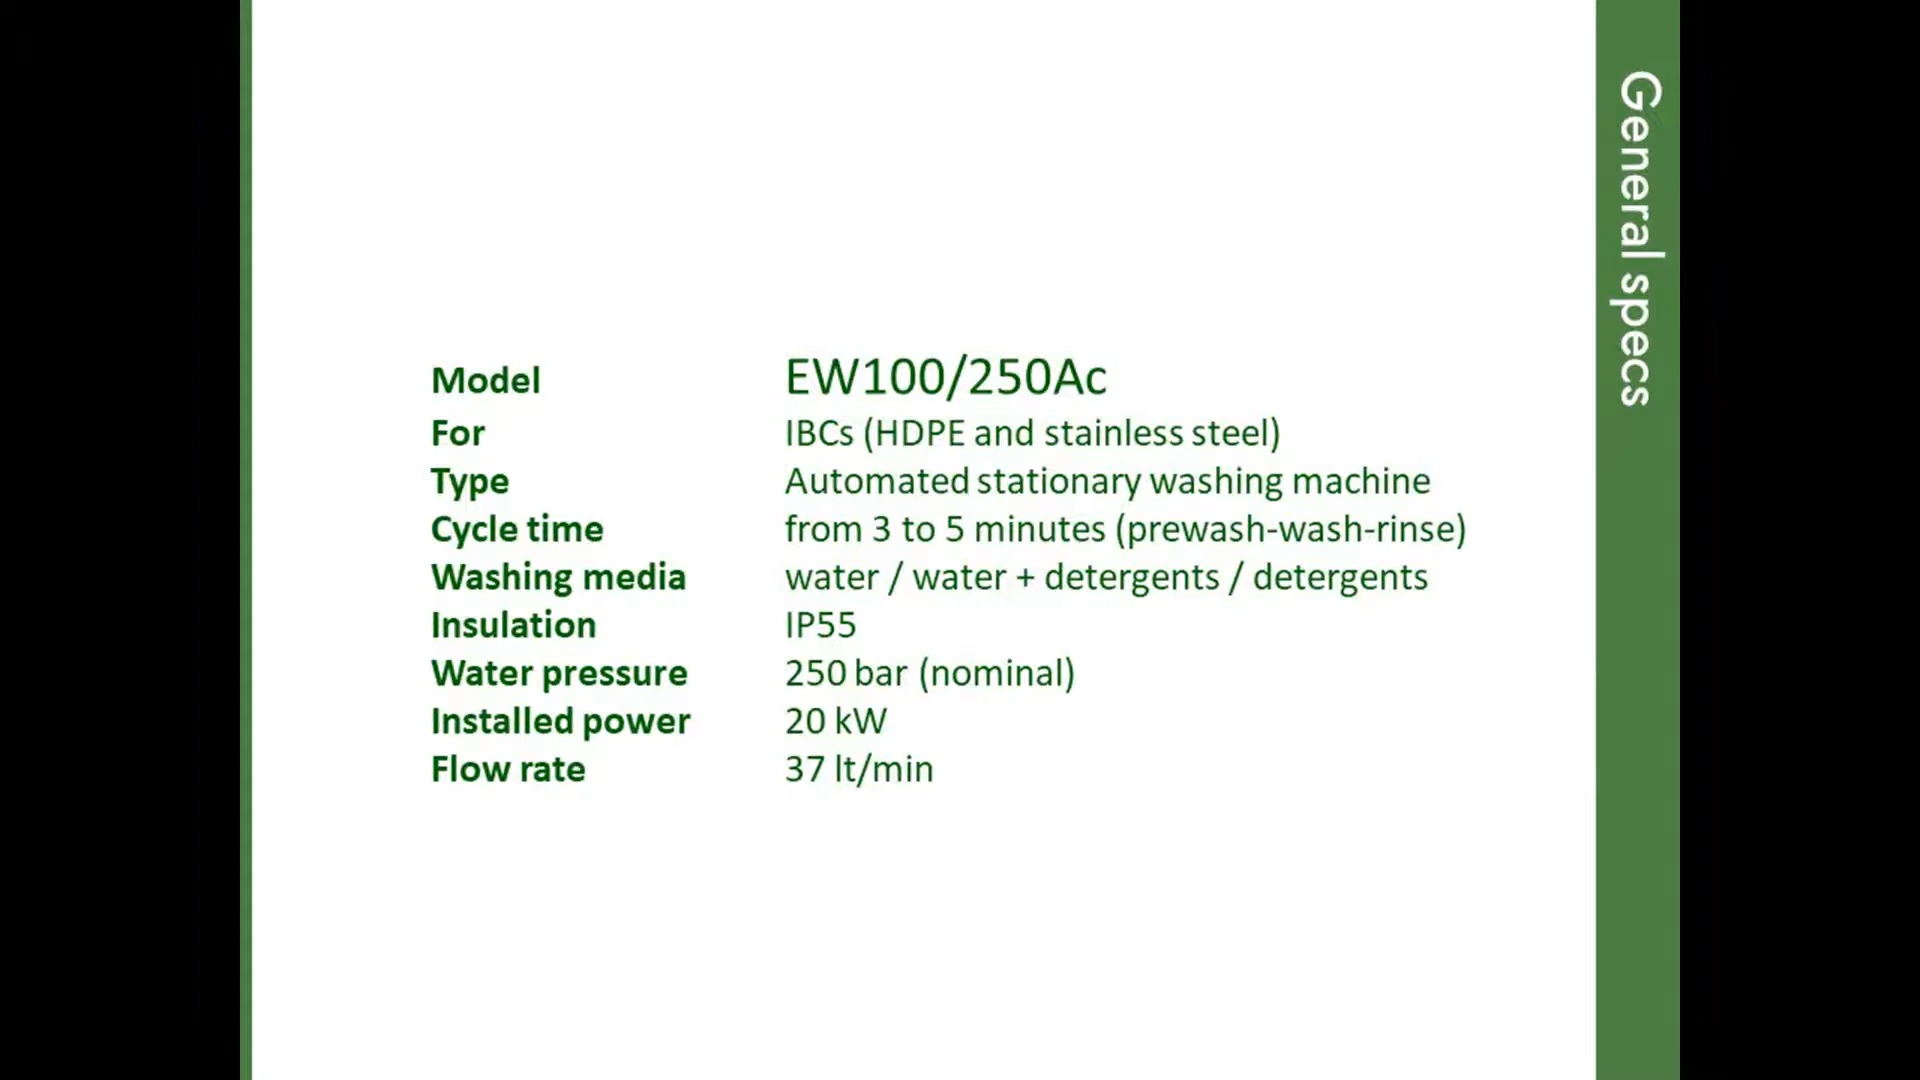 General specs
Model EW100/250Ac
For IBCs (HDPE and stainless steel)
Type Automated stationary washing machine
Cycle time from 3 to 5 minutes (prewash-wash-rinse)
Washing media water / water + detergents / detergents
Insulation IP55
Water pressure 250 bar (nominal)
Installed power 20 kW
Flow rate 37 lt/min